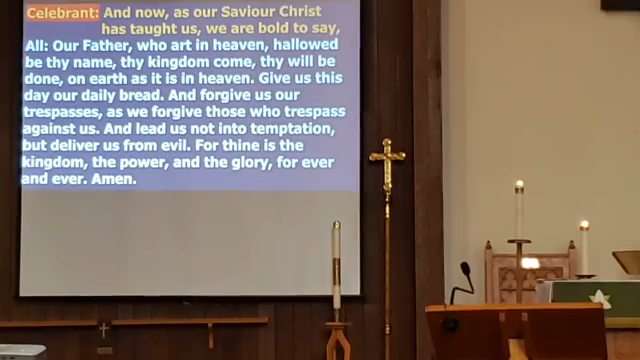 Celebrant: And now, as our Saviour Christ
has taught us, we are bold to say,
All: Our Father, who art in heaven, hallowed
be thy name, thy kingdom come, thy will be
done, on earth as it is in heaven. Give us this
day our daily bread. And forgive us our
trespasses, as we forgive those who trespass
against us. And lead us not into temptation,
but deliver us from evil. For thine is the
kingdom, the power, and the glory, for ever
and ever. Amen.